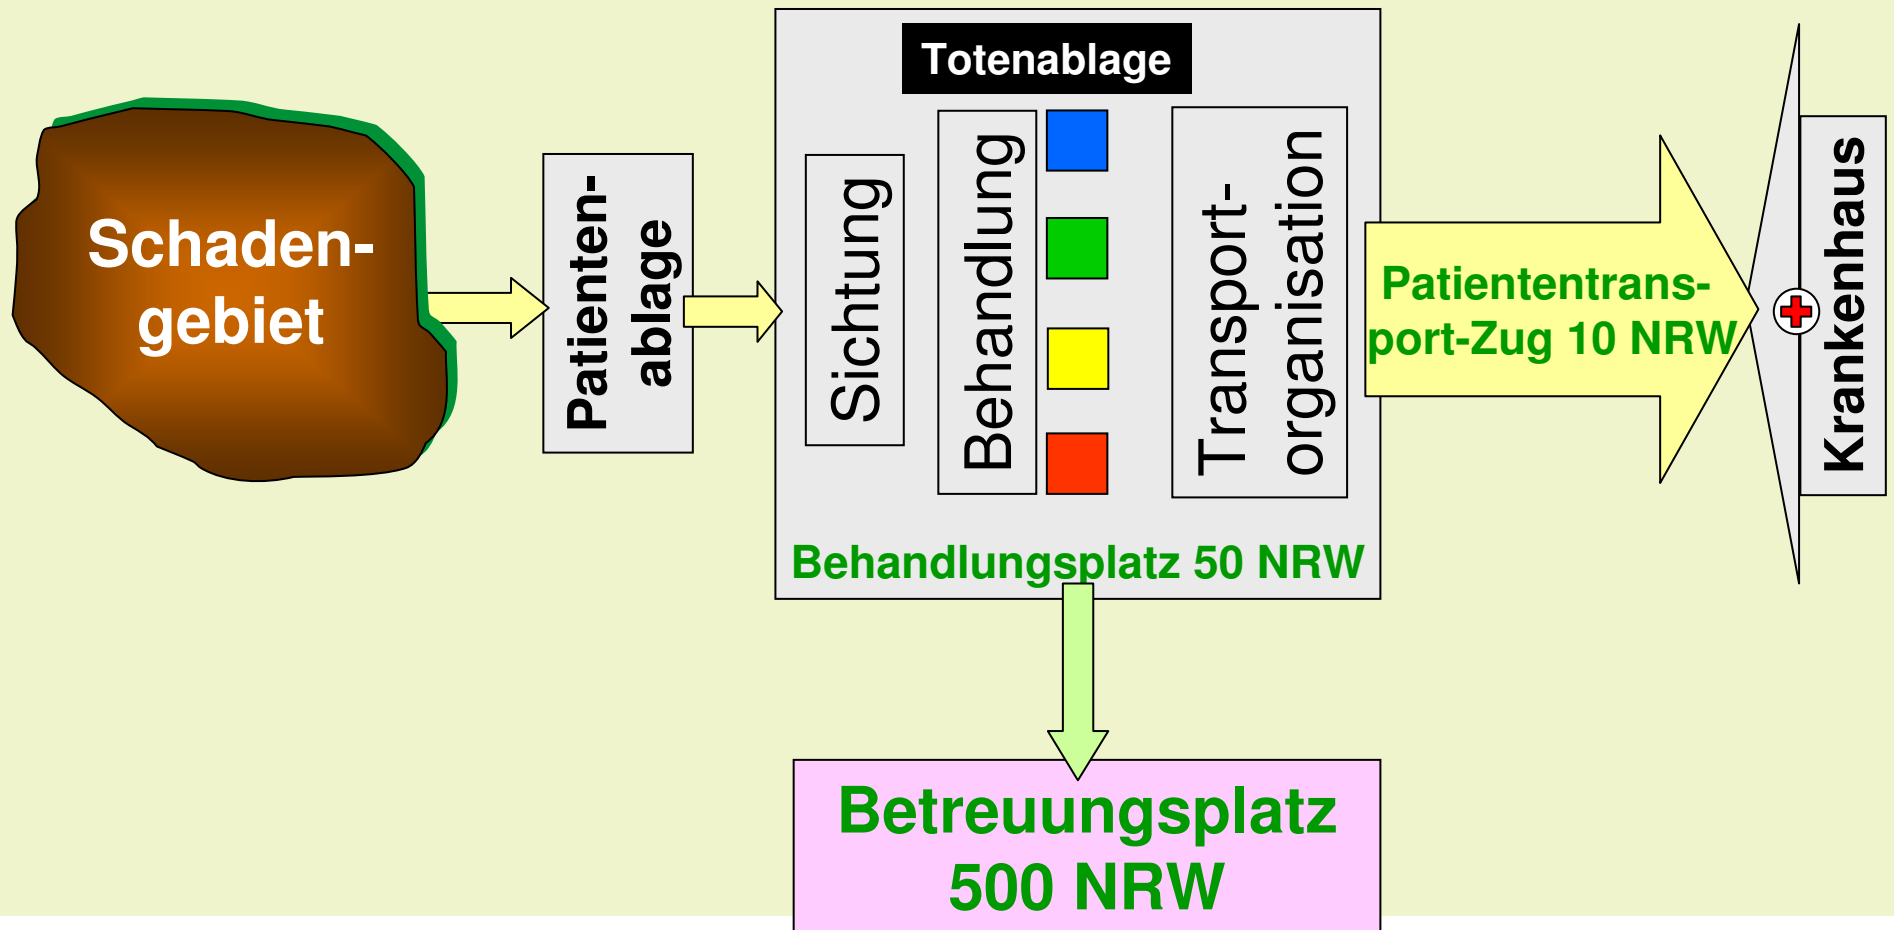 Schaden-
gebiet
Patienten-
ablage
Totenablage
Sichtung
Behandlung
Transport-
organisation
Behandlungsplatz 50 NRW
Patiententrans-
port-Zug 10 NRW
Krankenhaus
Betreuungsplatz
500 NRW